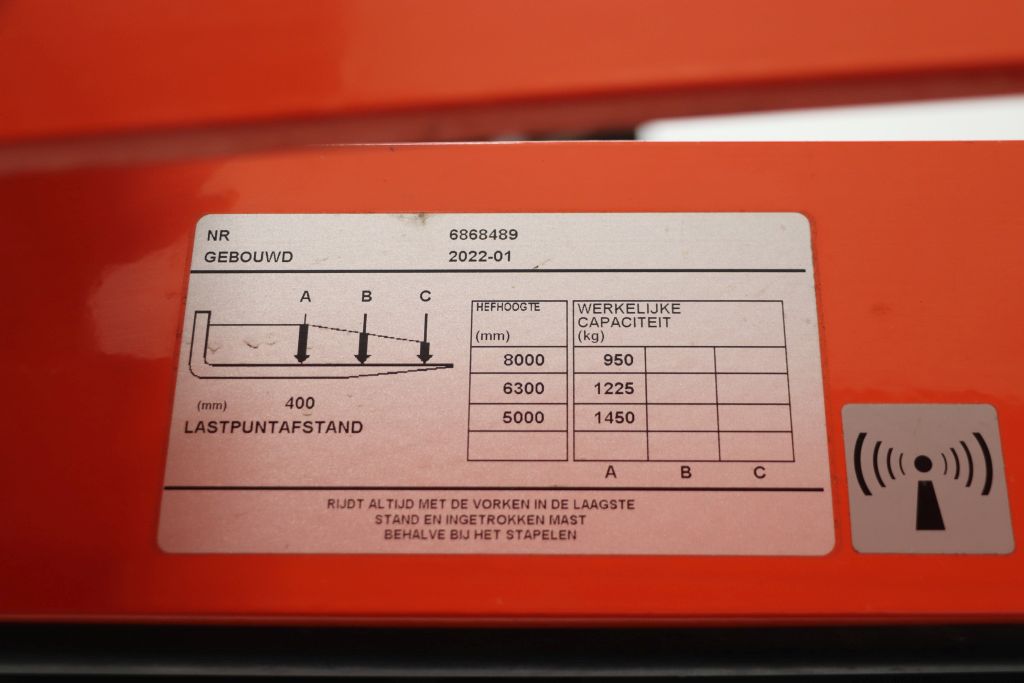 NR 6868489
GEBOUWD 2022-01
A B C
(mm) 400
LASTPUNTAFSTAND
HEFHOOGTE
(mm)
WERKELIJKE
CAPACITEIT
(kg)
8000 950
6300 1225
5000 1450
A B C
RIJDT ALTIJD MET DE VORKEN IN DE LAAGSTE
STAND EN INGETROKKEN MAST
BEHALVE BIJ HET STAPELEN